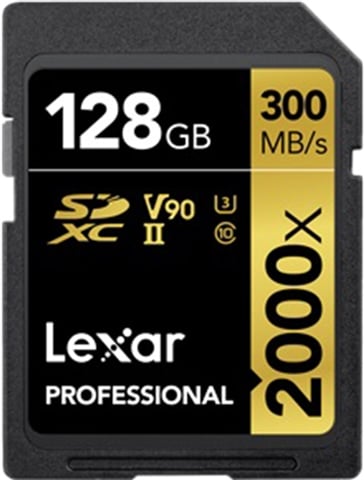 128GB
300
MB/s
SD XC
V90
II
3
10
2000x
Lexar
PROFESSIONAL